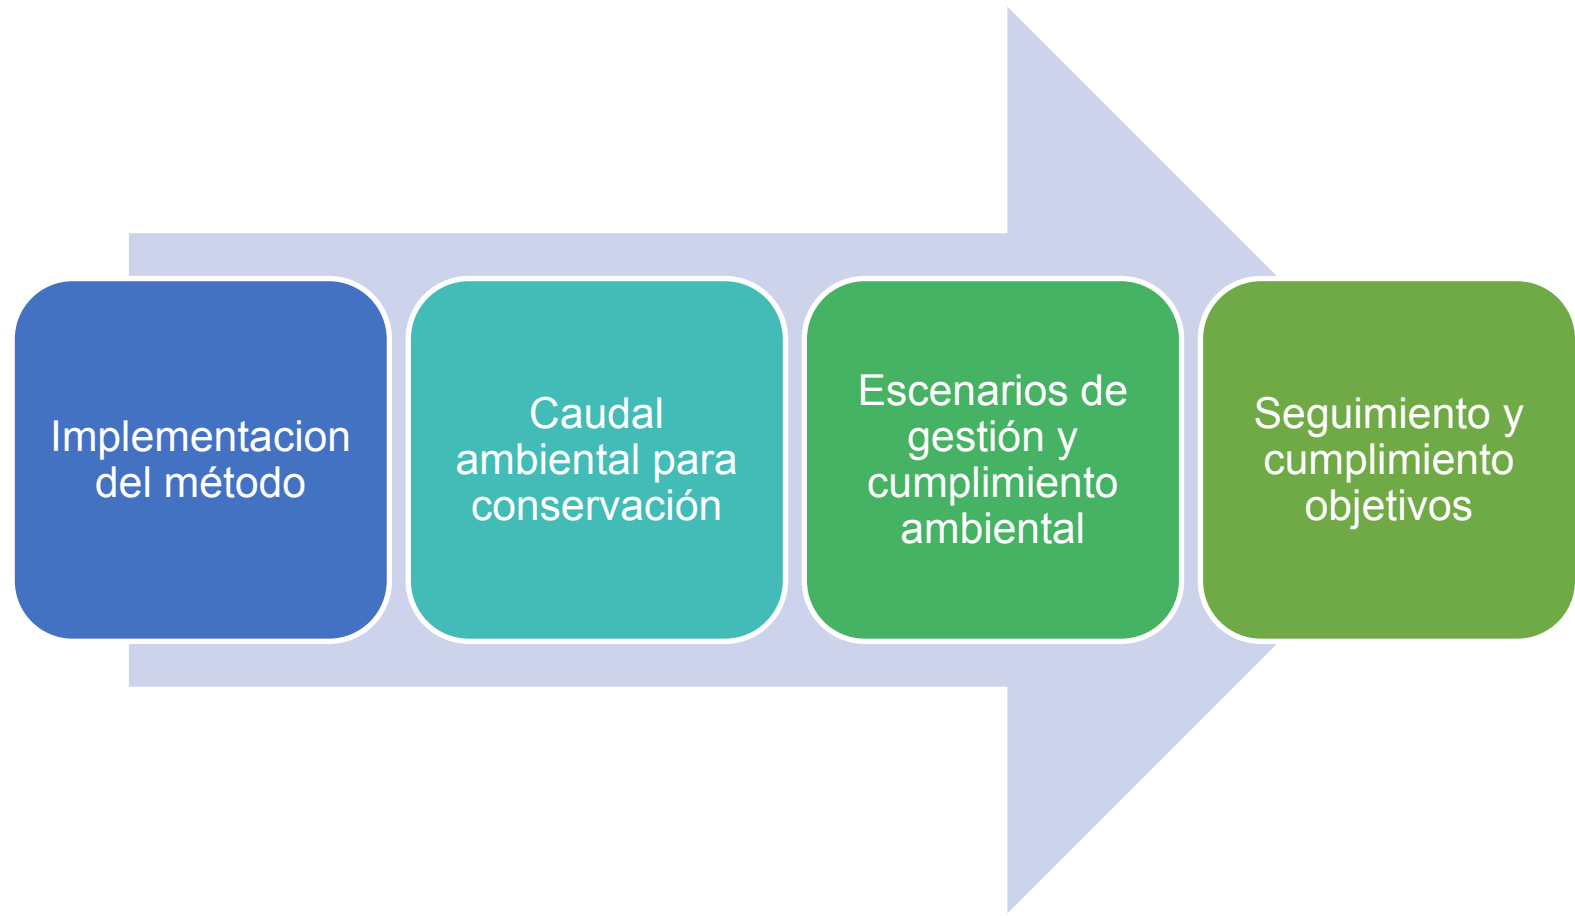 Implementacion
del método
Caudal
ambiental para
conservación
Escenarios de
gestión y
cumplimiento
ambiental
Seguimiento y
cumplimiento
objetivos